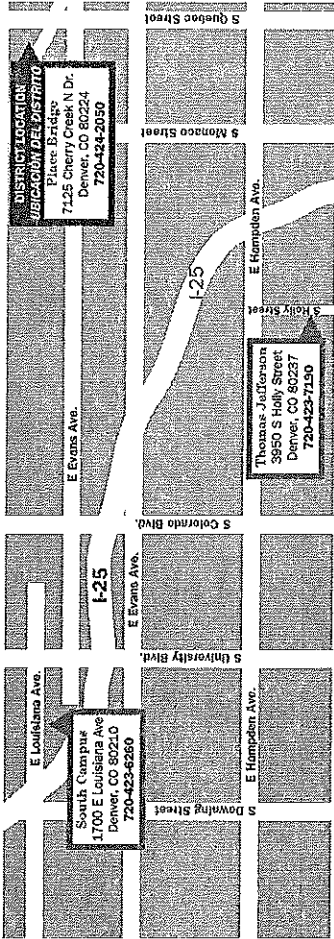 DISTRICT LOCATION
UBICACIÓN DEL DISTRITO
Place Bridge
7125 Cherry Creek N Dr.
Denver, CO 80224
720-424-2050
S Quebec Street
S Monaco Street
E Hampden Ave.
I-25
S Holly Street
Thomas Jefferson
3950 S Holly Street
Denver, CO 80237
720-423-7190
E Evans Ave.
S Colorado Blvd.
I-25
E Evans Ave.
S University Blvd.
E Louisiana Ave.
South Campus
1700 E Louisiana Ave
Denver, CO 80210
720-423-6260
E Hampden Ave.
S Downing Street